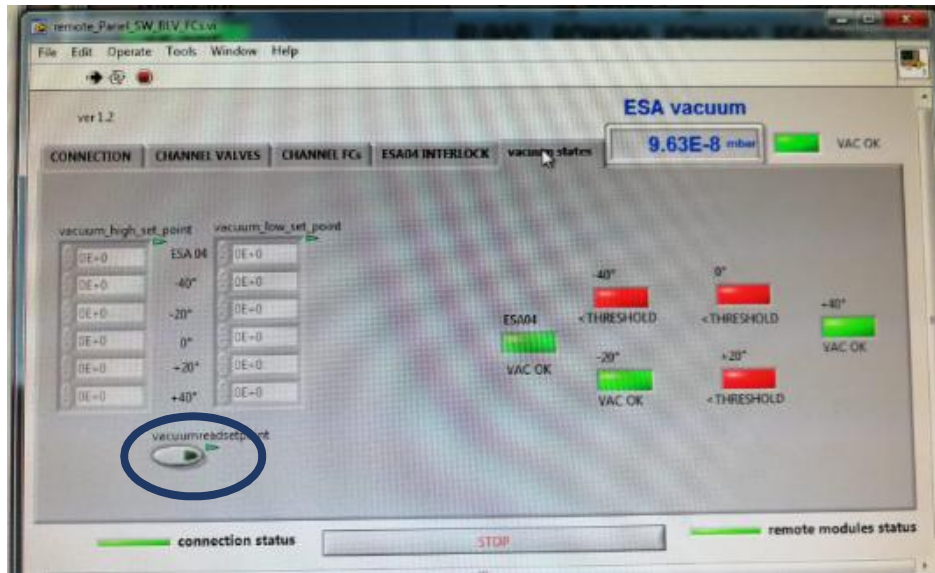 remote_Panel_SW_BLV_FCs.vi
File Edit Operate Tools Window Help
ver 1.2
ESA vacuum
9.63E-8 mbar
VAC OK
CONNECTION CHANNEL VALVES CHANNEL FCs ESA04 INTERLOCK vacuum states
vacuum_high_set_point vacuum_low_set_point
0E+0 ESA 04 0E+0
0E+0 -40° 0E+0
0E+0 -20° 0E+0
0E+0 0° 0E+0
0E+0 +20° 0E+0
0E+0 +40° 0E+0
vacuumreadsetpoint
ESA04
VAC OK
-40°
<THRESHOLD
-20°
VAC OK
0°
<THRESHOLD
+20°
<THRESHOLD
+40°
VAC OK
connection status
STOP
remote modules status